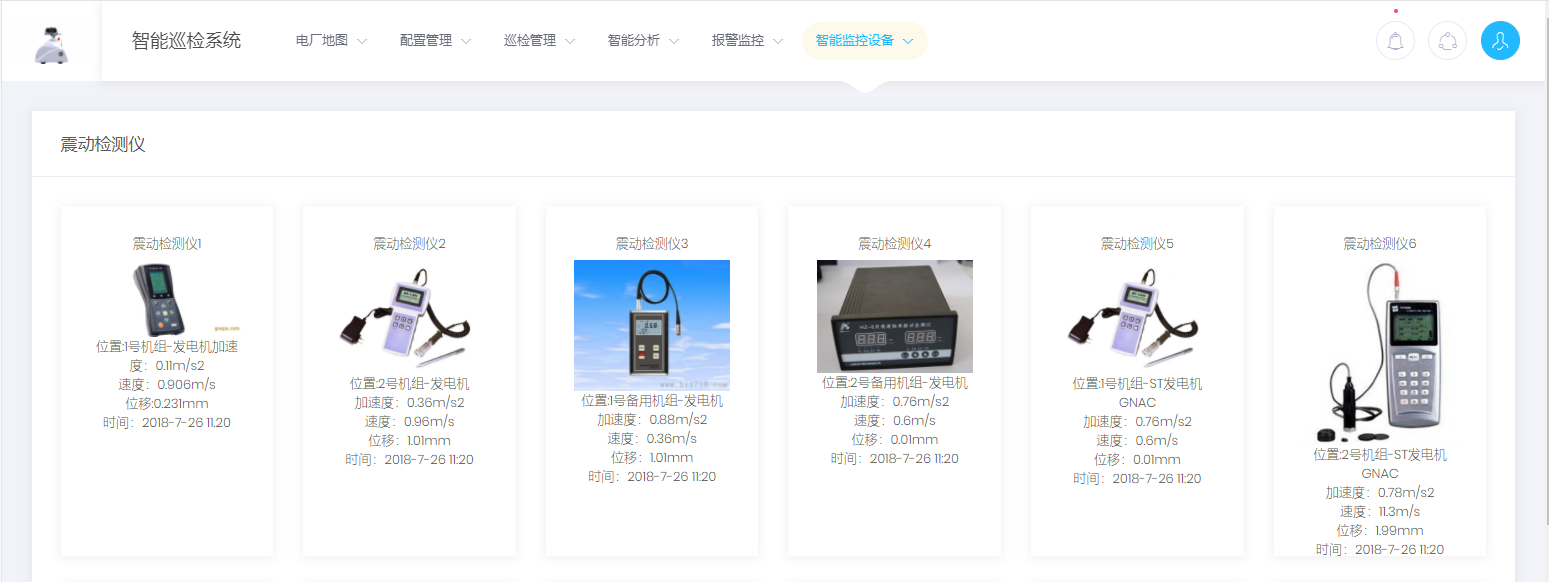 智能巡检系统
电厂地图
配置管理
巡检管理
智能分析
报警监控
智能监控设备
震动检测仪
震动检测仪1
位置:1号机组-发电机加速
度：0.11m/s2
速度：0.906m/s
位移:0.231mm
时间：2018-7-26 11.20
震动检测仪2
位置:2号机组-发电机
加速度：0.36m/s2
速度：0.96m/s
位移：1.01mm
时间：2018-7-26 11:20
震动检测仪3
位置:1号备用机组-发电机
加速度：0.88m/s2
速度：0.36m/s
位移：1.01mm
时间：2018-7-26 11:20
震动检测仪4
位置:2号备用机组-发电机
加速度：0.76m/s2
速度：0.6m/s
位移：0.01mm
时间：2018-7-26 11:20
震动检测仪5
位置:1号机组-ST发电机
GNAC
加速度：0.76m/s2
速度：0.6m/s
位移：0.01mm
时间：2018-7-26 11:20
震动检测仪6
位置:2号机组-ST发电机
GNAC
加速度：0.78m/s2
速度：11.3m/s
位移：1.99mm
时间：2018-7-26 11:20